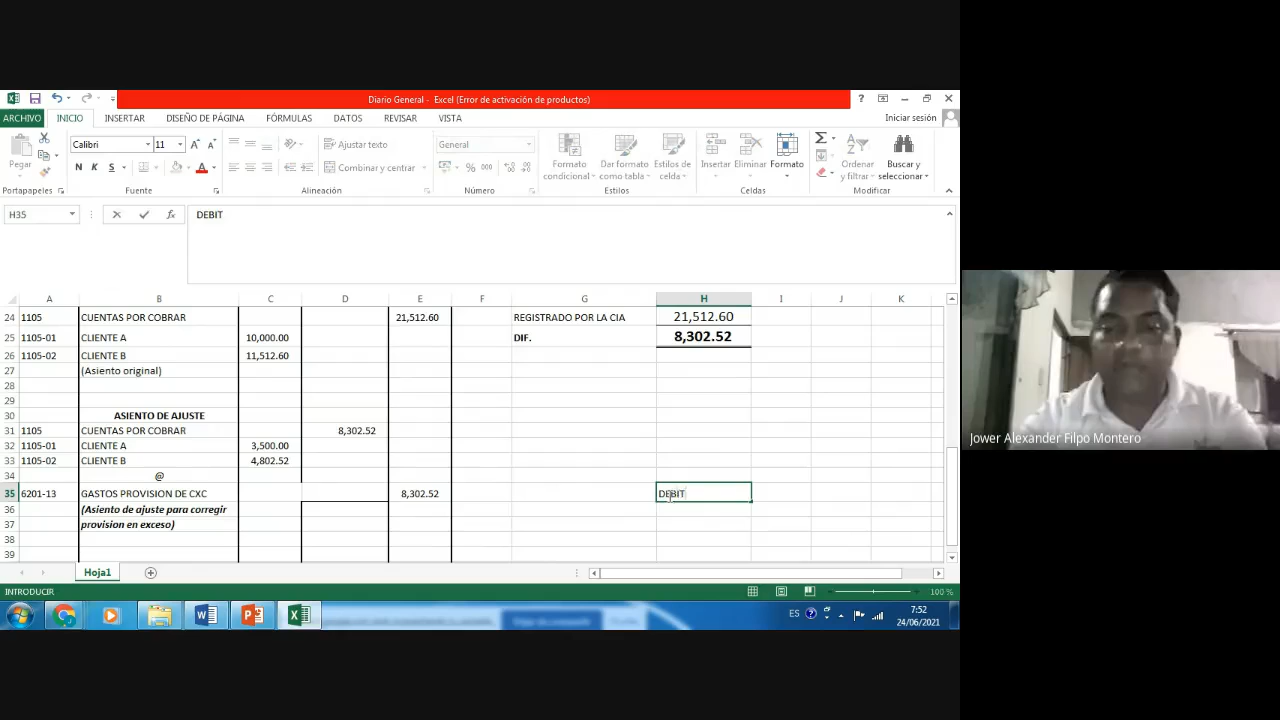 Diario General - Excel (Error de activación de productos)
ARCHIVO INICIO INSERTAR DISEÑO DE PÁGINA FÓRMULAS DATOS REVISAR VISTA Iniciar sesión
Pegar
Calibri 11
N K S
Ajustar texto
Combinar y centrar
General
% 000
Formato condicional
Dar formato como tabla
Estilos de celda
Insertar Eliminar Formato
Ordenar y filtrar
Buscar y seleccionar
Portapapeles Fuente Alineación Número Estilos Celdas Modificar
H35 DEBIT
A B C D E F G H I J K
24 1105 CUENTAS POR COBRAR 21,512.60 REGISTRADO POR LA CIA 21,512.60
25 1105-01 CLIENTE A 10,000.00 DIF. 8,302.52
26 1105-02 CLIENTE B 11,512.60
27 (Asiento original)
28
29
30 ASIENTO DE AJUSTE
31 1105 CUENTAS POR COBRAR 8,302.52
32 1105-01 CLIENTE A 3,500.00
33 1105-02 CLIENTE B 4,802.52
34 @
35 6201-13 GASTOS PROVISION DE CXC 8,302.52 DEBIT
36 (Asiento de ajuste para corregir
37 provision en exceso)
38
39
Hoja1
INTRODUCIR 100 %
ES 7:52
24/06/2021
Jower Alexander Filpo Montero